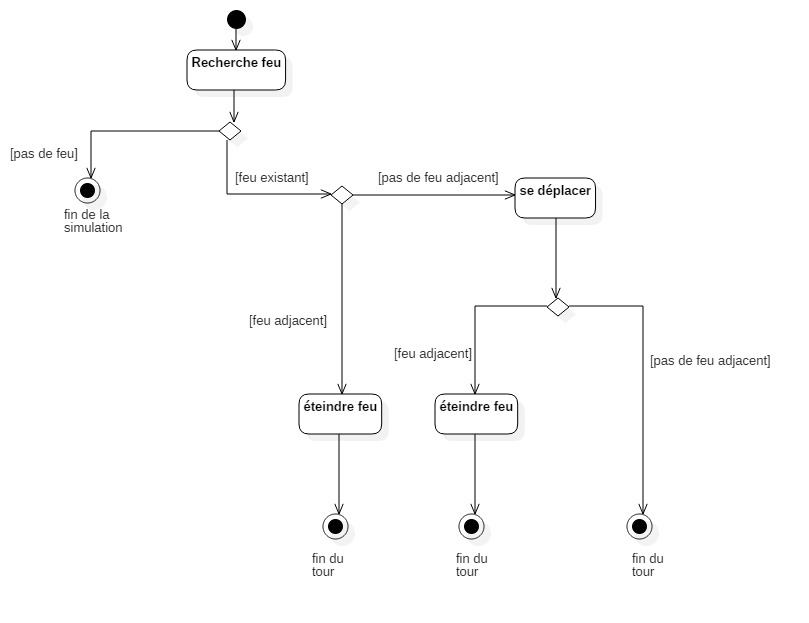 Recherche feu
[pas de feu]
[feu existant]
[pas de feu adjacent]
se déplacer
fin de la
simulation
[feu adjacent]
[feu adjacent]
[pas de feu adjacent]
éteindre feu
éteindre feu
fin du
tour
fin du
tour
fin du
tour